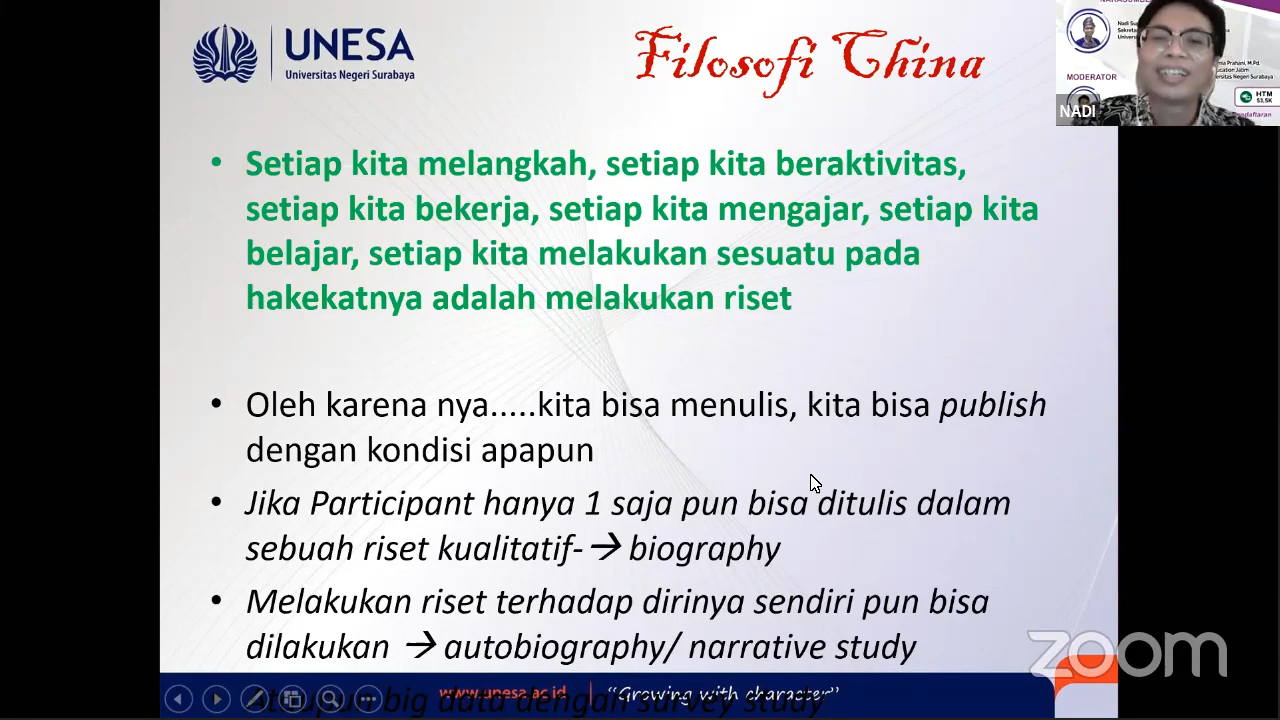 UNESA
Universitas Negeri Surabaya
Filosofi China
• Setiap kita melangkah, setiap kita beraktivitas,
setiap kita bekerja, setiap kita mengajar, setiap kita
belajar, setiap kita melakukan sesuatu pada
hakekatnya adalah melakukan riset
• Oleh karena nya.....kita bisa menulis, kita bisa publish
dengan kondisi apapun
• Jika Participant hanya 1 saja pun bisa ditulis dalam
sebuah riset kualitatif-→ biography
• Melakukan riset terhadap dirinya sendiri pun bisa
dilakukan → autobiography/ narrative study
big data dengan survey study
www.unesa.ac.id
“Growing with character”
MODERATOR
NADI
HTM
53,5K
zoom